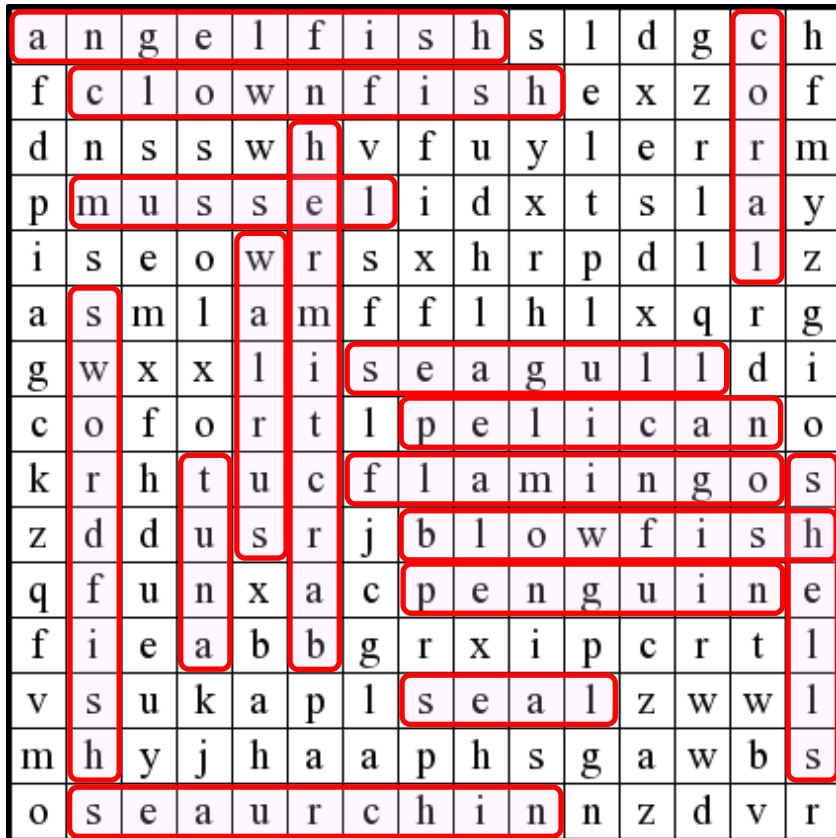 a n g e l f i s h s l d g c h
f c l o w n f i s h e x z o f
d n s s w h v f u y l e r r m
p m u s s e l i d x t s l a y
i s e o w r s x h r p d l l z
a s m l a m f f l h l x q r g
g w x x l i s e a g u l l d i
c o f o r t l p e l i c a n o
k r h t u c f l a m i n g o s
z d d u s r j b l o w f i s h
q f u n x a c p e n g u i n e
f i e a b b g r x i p c r t l
v s u k a p l s e a l z w w l
m h y j h a a p h s g a w b s
o s e a u r c h i n n z d v r